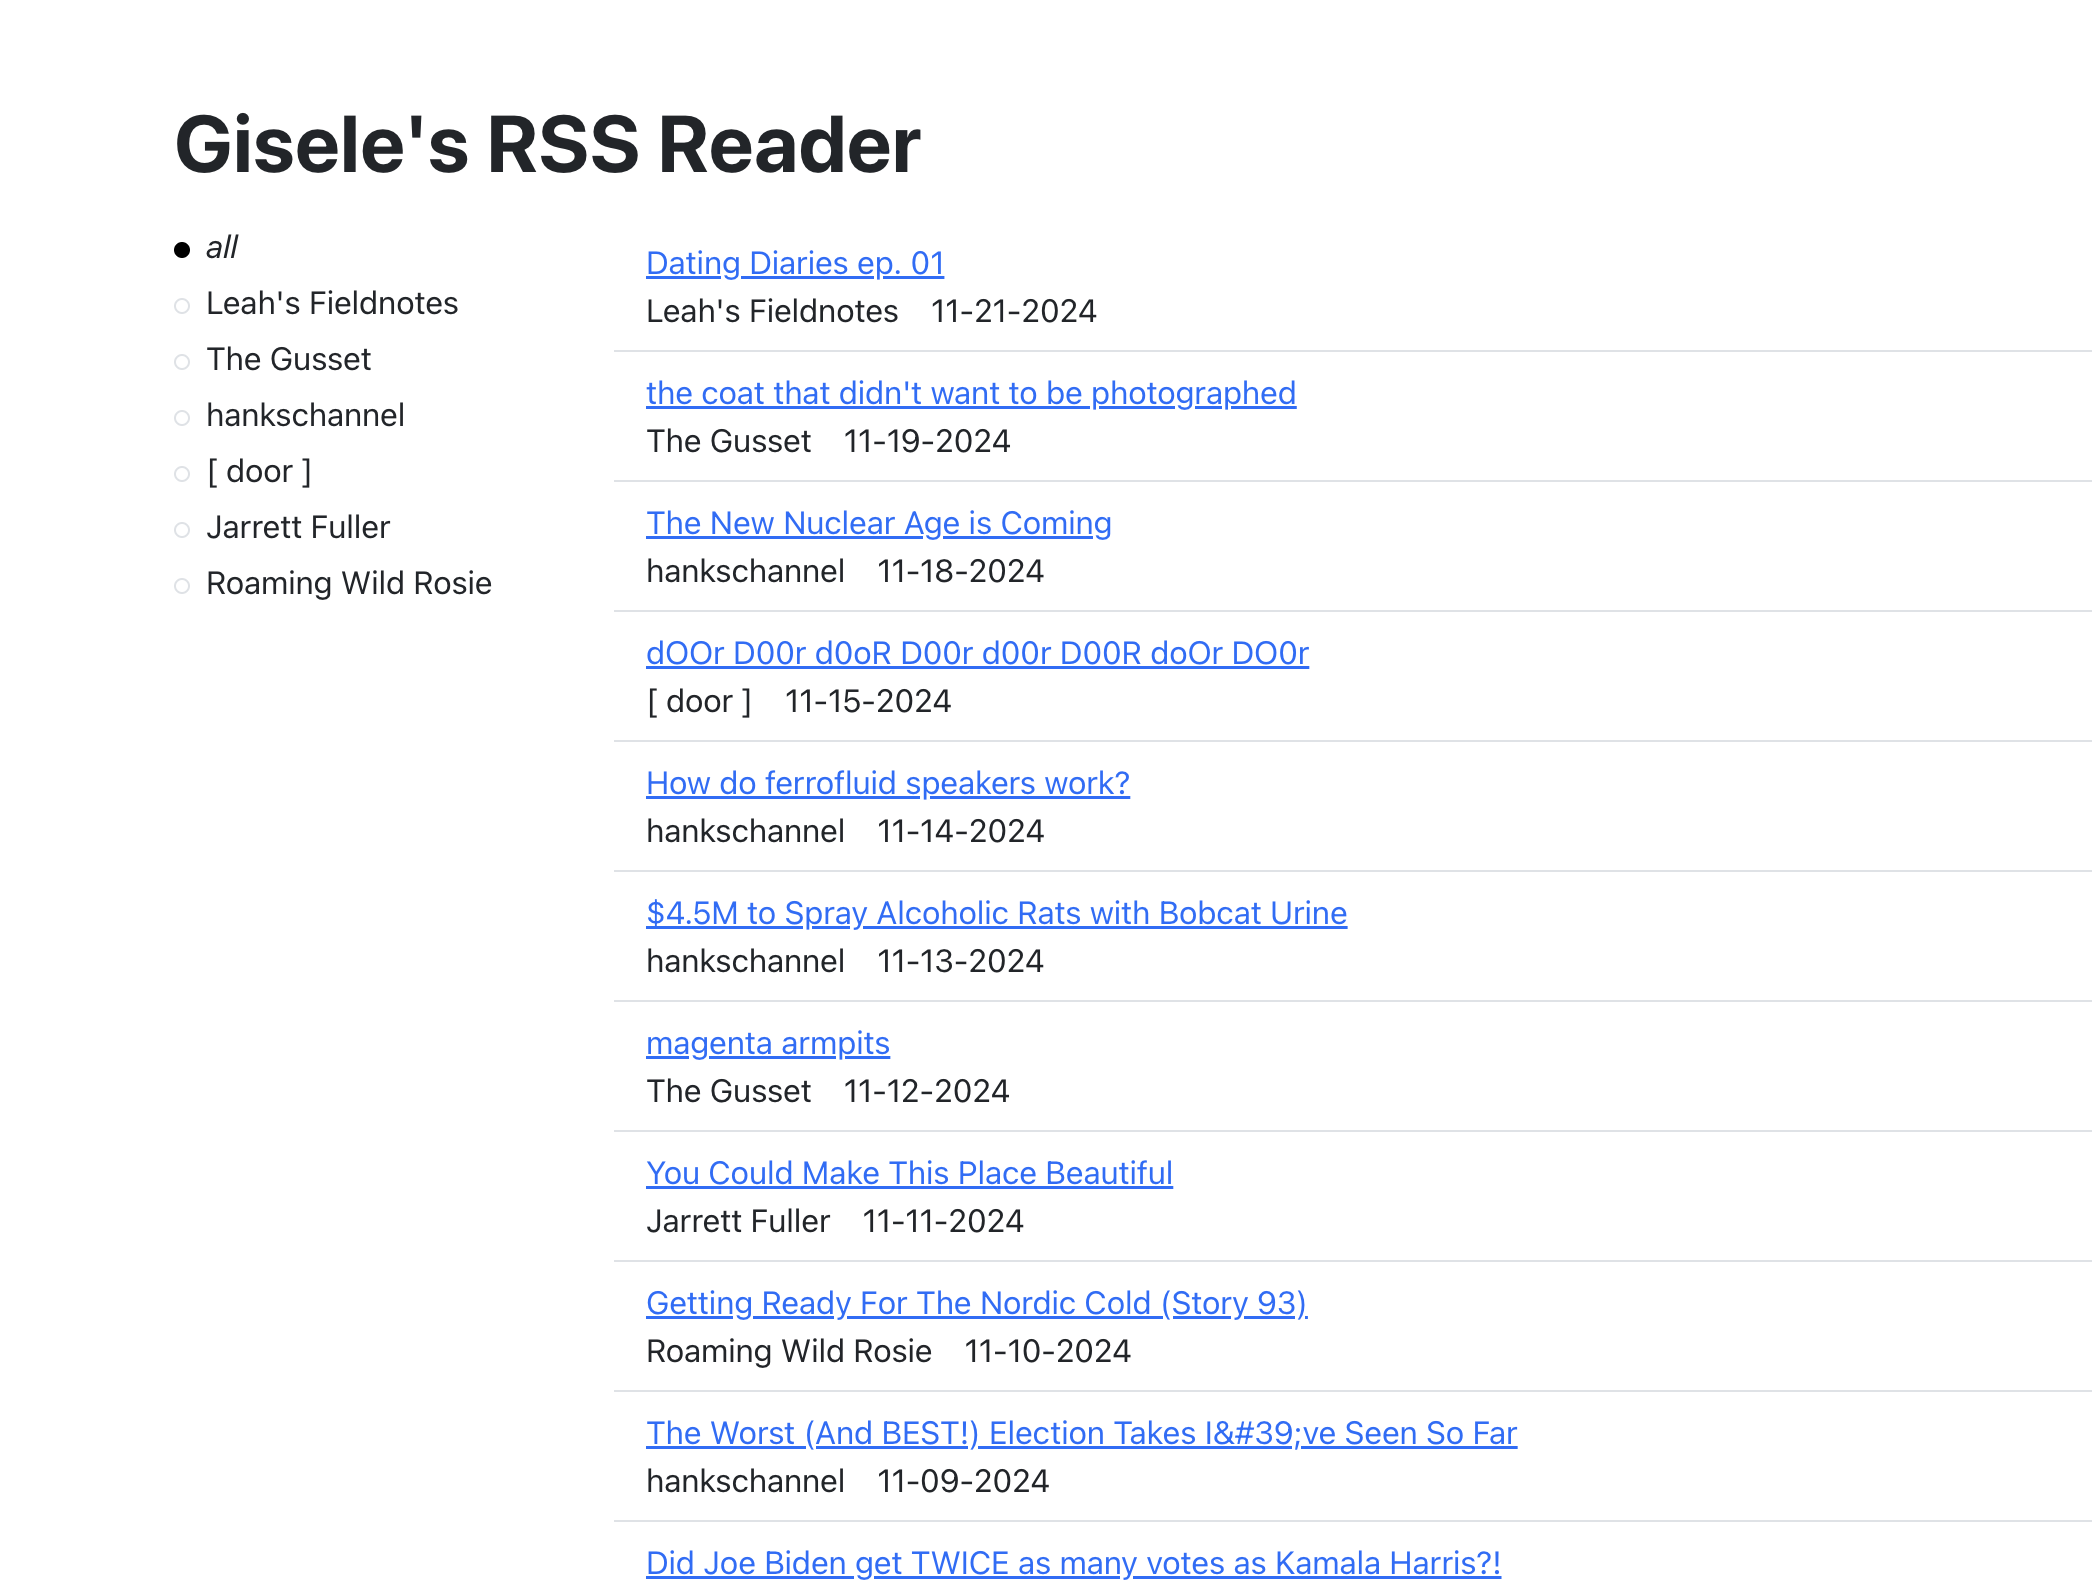 Gisele's RSS Reader
all
Leah's Fieldnotes
The Gusset
hankschannel
[ door ]
Jarrett Fuller
Roaming Wild Rosie
Dating Diaries ep. 01
Leah's Fieldnotes 11-21-2024
the coat that didn't want to be photographed
The Gusset 11-19-2024
The New Nuclear Age is Coming
hankschannel 11-18-2024
dOOr D00r d0oR D00r d00r D00R doOr DO0r
[ door ] 11-15-2024
How do ferrofluid speakers work?
hankschannel 11-14-2024
$4.5M to Spray Alcoholic Rats with Bobcat Urine
hankschannel 11-13-2024
magenta armpits
The Gusset 11-12-2024
You Could Make This Place Beautiful
Jarrett Fuller 11-11-2024
Getting Ready For The Nordic Cold (Story 93)
Roaming Wild Rosie 11-10-2024
The Worst (And BEST!) Election Takes I&#39;ve Seen So Far
hankschannel 11-09-2024
Did Joe Biden get TWICE as many votes as Kamala Harris?!